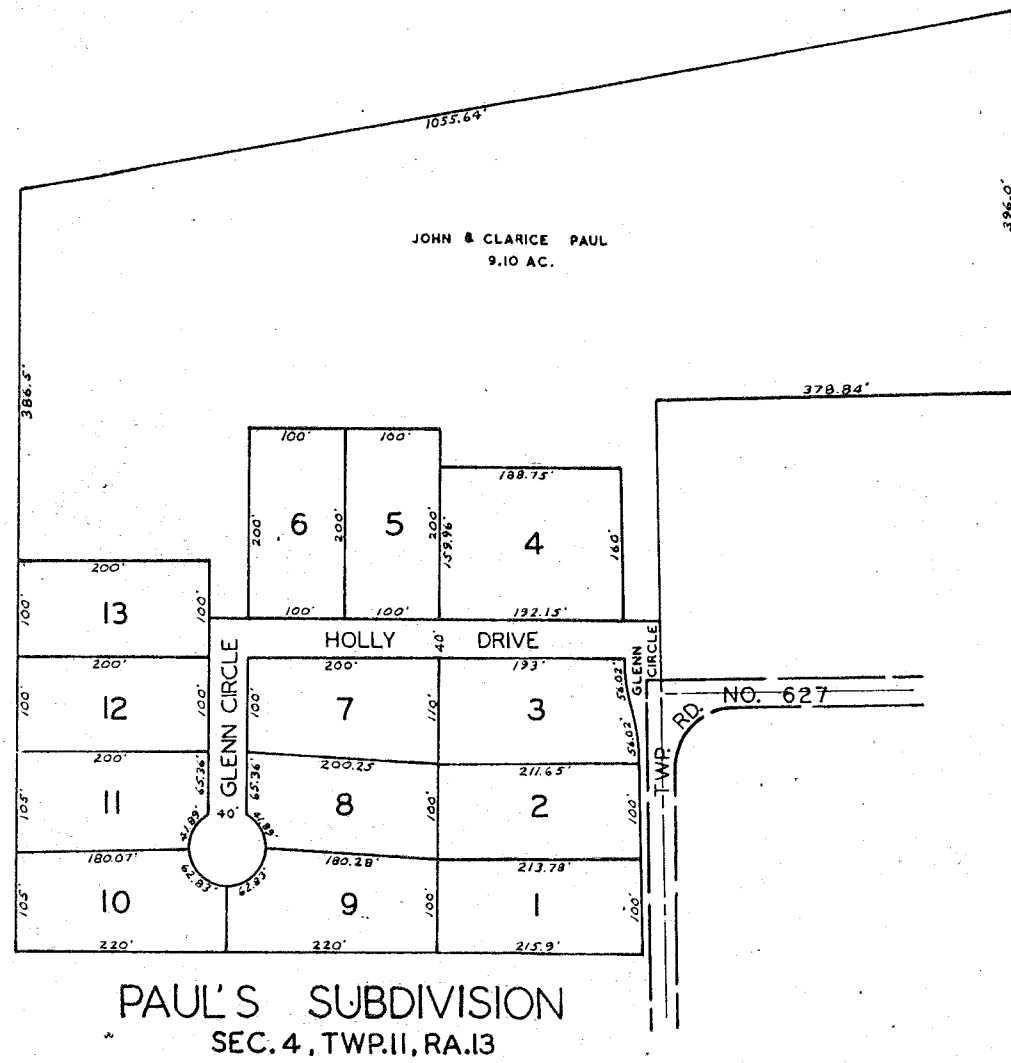 1055.64'
396.0'
JOHN & CLARICE PAUL
9.10 AC.
386.5'
378.84'
100' 100'
188.75'
200' 6 200' 5 200' 159.96' 4 160'
100' 100' 192.15'
200'
100' 13 100'
HOLLY 40' DRIVE
GLENN CIRCLE
200' 200' 193'
100' 12 100' GLENN CIRCLE 100' 7 110' 3 56.02'
56.02'
TWP. RD. NO. 627
200' 200.25 211.65'
105' 11 65.36' 40' 65.36' 8 100' 2 100'
41.89' 41.89'
180.07' 180.28' 213.78'
62.83' 62.83'
105' 10 9 100' 1 100'
220' 220' 215.9'
PAUL'S SUBDIVISION
SEC. 4, TWP.11, RA.13